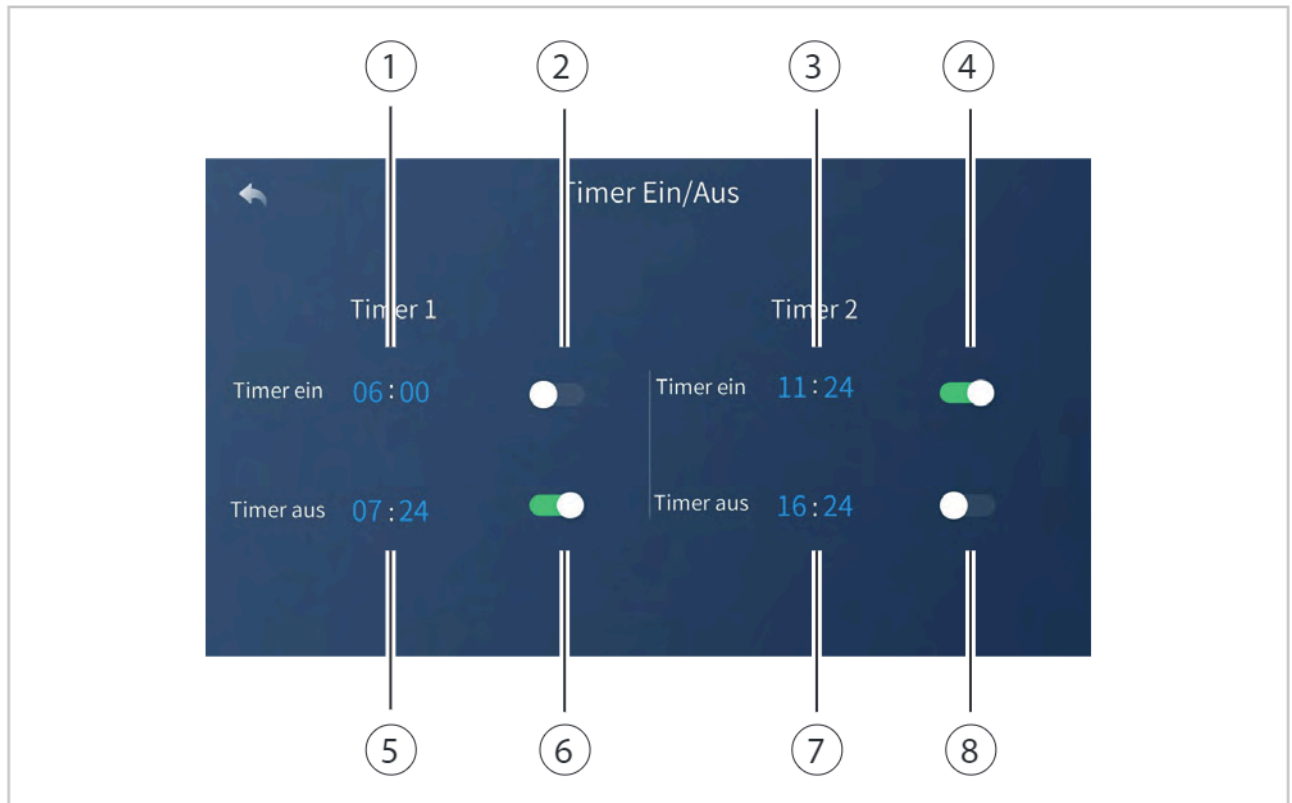 1 2 3 4
Timer Ein/Aus
Timer 1 Timer 2
Timer ein 06:00 Timer ein 11:24
Timer aus 07:24 Timer aus 16:24
5 6 7 8